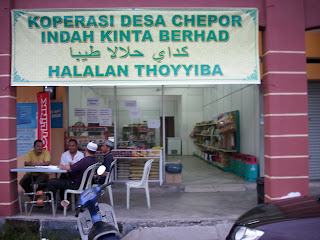 KOPERASI DESA CHEPOR
INDAH KINTA BERHAD
كداي حلالا طيبا
HALALAN THOYYIBA